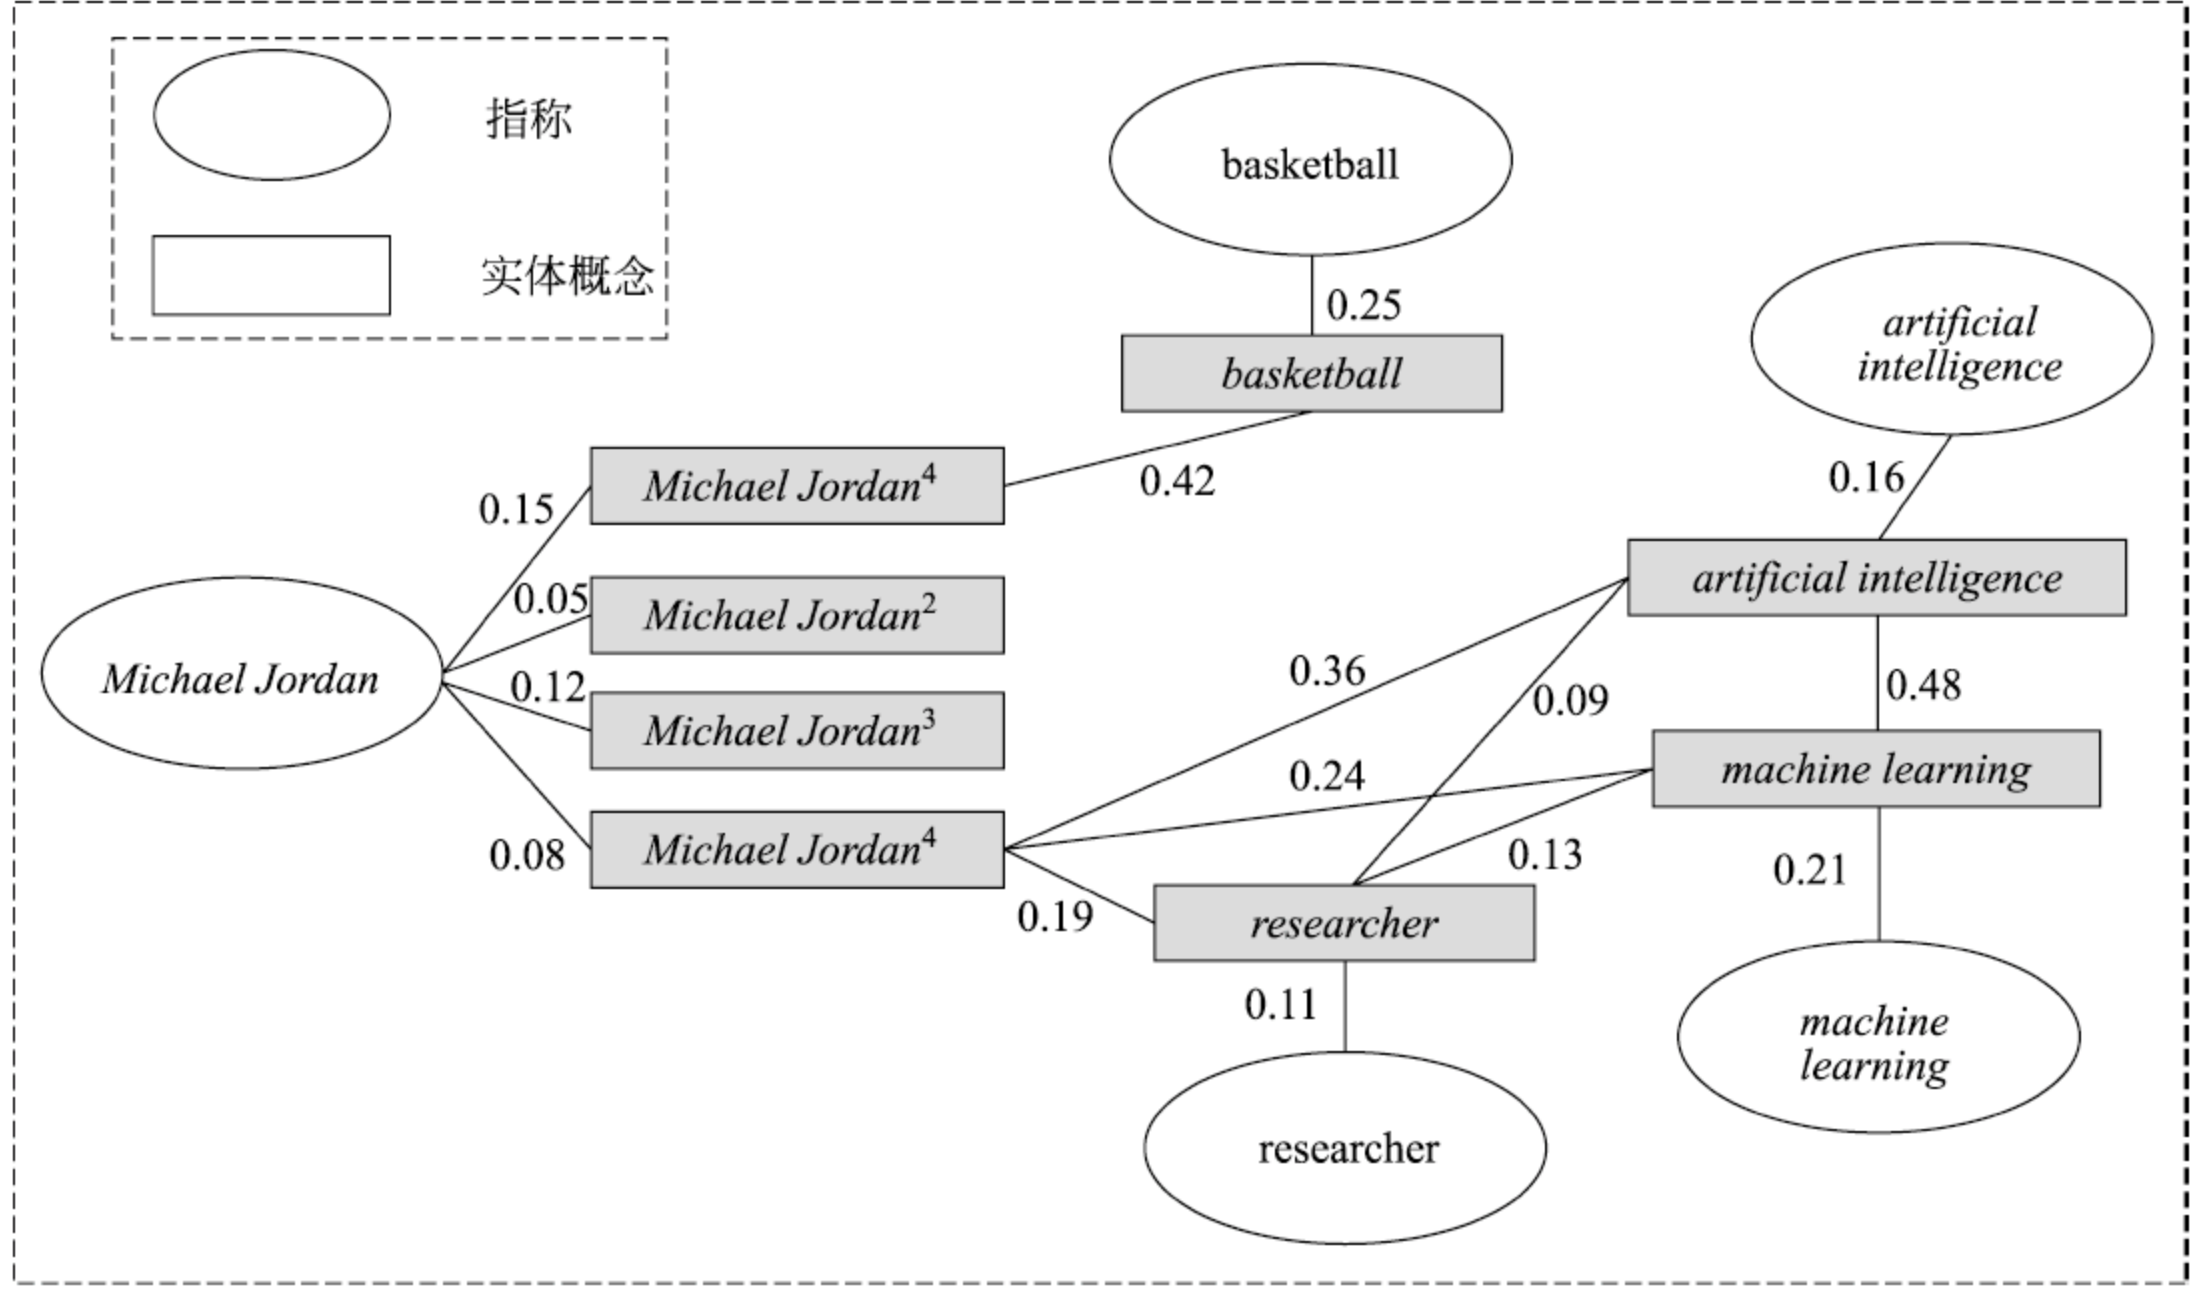 指称
实体概念
basketball
0.25
basketball
artificial
intelligence
0.16
Michael Jordan⁴
0.15
0.42
artificial intelligence
0.05
Michael Jordan²
Michael Jordan
0.12
Michael Jordan³
0.36
0.09
0.48
0.24
machine learning
0.08
Michael Jordan⁴
0.13
0.21
0.19
researcher
0.11
machine
learning
researcher